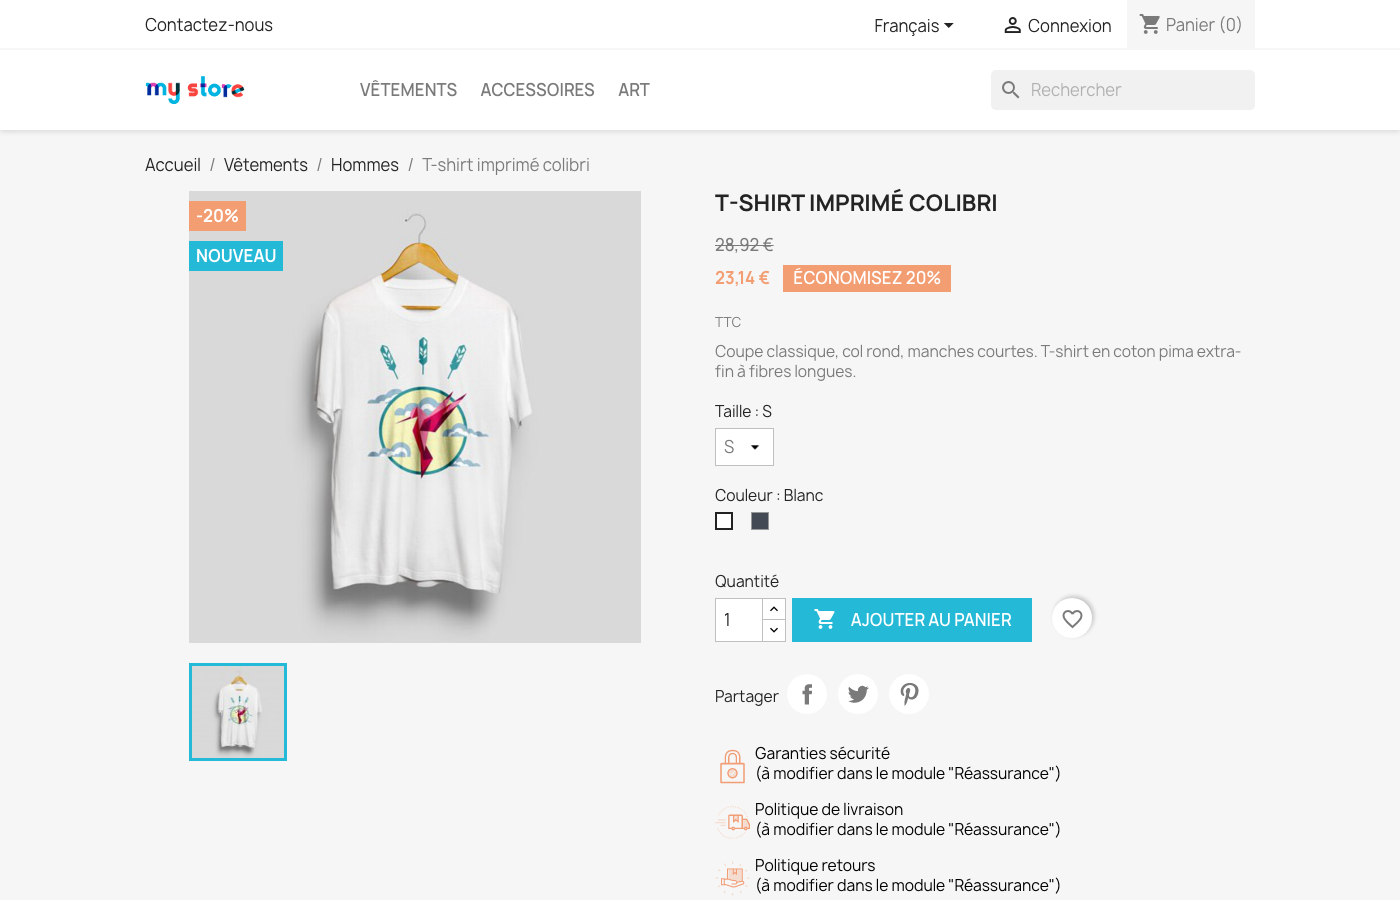 Contactez-nous
Français
Connexion
Panier (0)
my store
VÊTEMENTS
ACCESSOIRES
ART
Rechercher
Accueil / Vêtements / Hommes / T-shirt imprimé colibri
-20%
NOUVEAU
T-SHIRT IMPRIMÉ COLIBRI
28,92 €
23,14 €
ÉCONOMISEZ 20%
TTC
Coupe classique, col rond, manches courtes. T-shirt en coton pima extra-
fin à fibres longues.
Taille : S
S
Couleur : Blanc
Quantité
1
AJOUTER AU PANIER
Partager
Garanties sécurité
(à modifier dans le module "Réassurance")
Politique de livraison
(à modifier dans le module "Réassurance")
Politique retours
(à modifier dans le module "Réassurance")